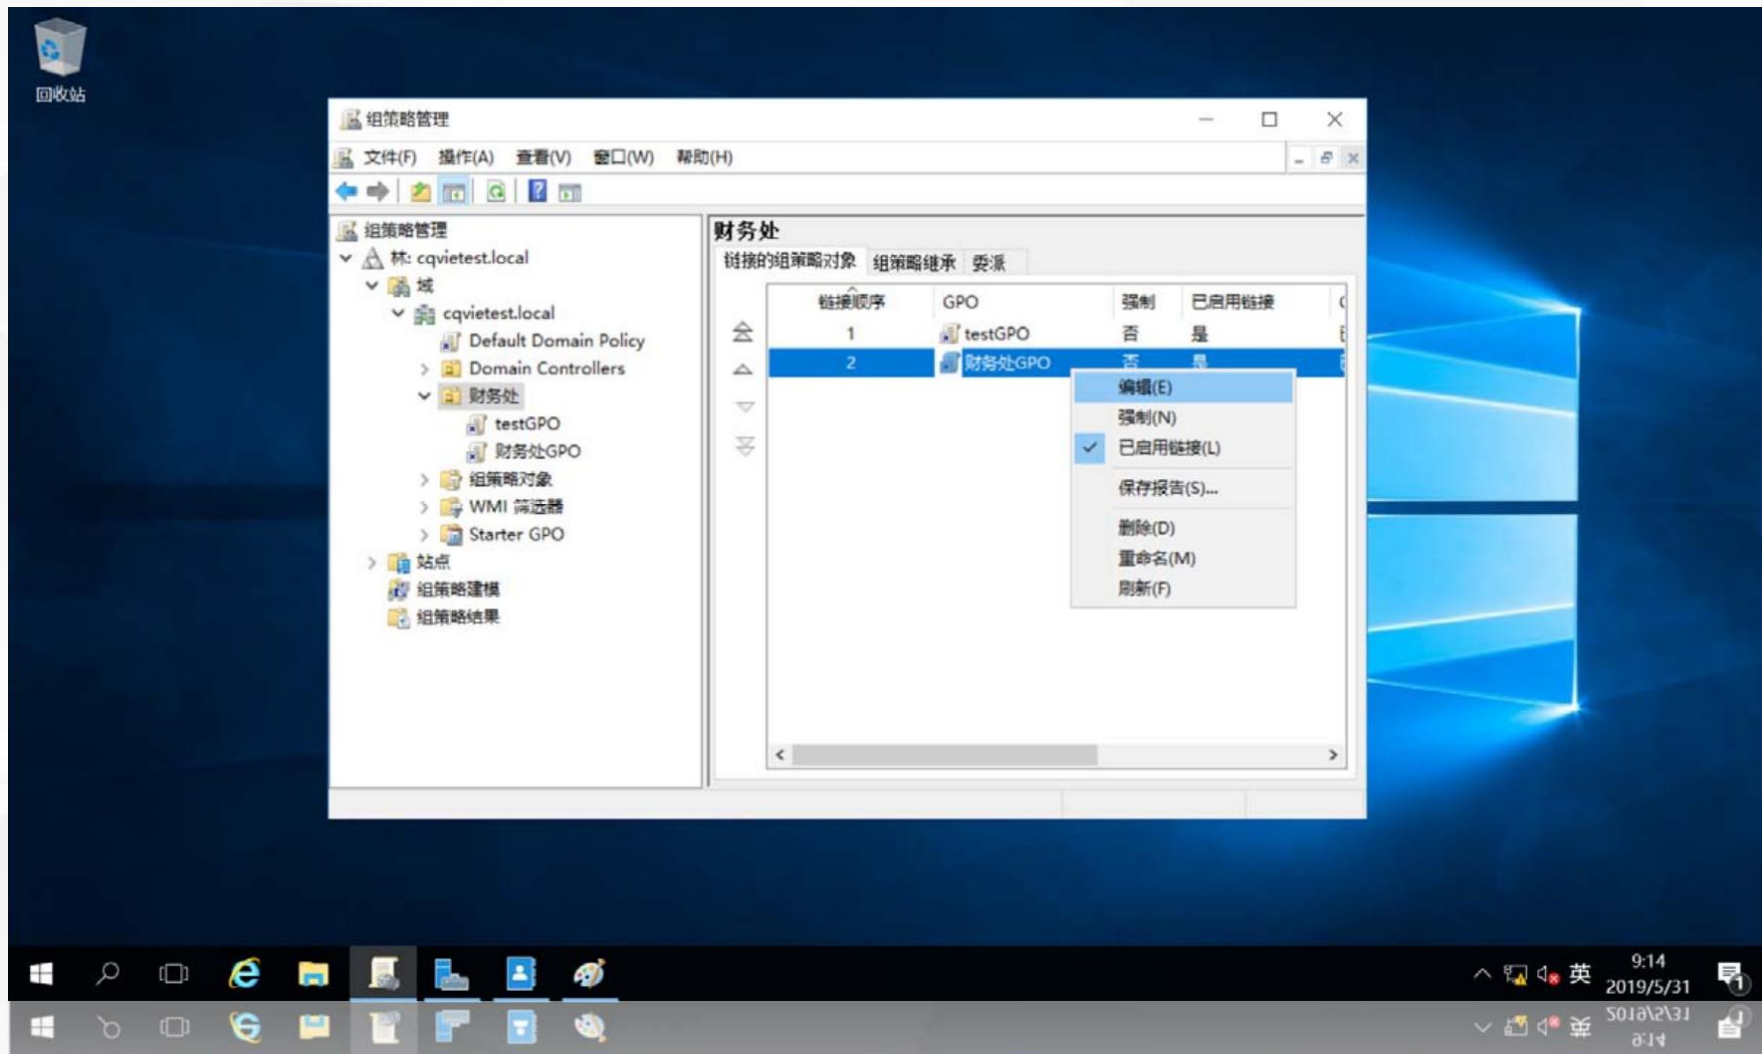 回收站
组策略管理
文件(F) 操作(A) 查看(V) 窗口(W) 帮助(H)
组策略管理
林: cqvietest.local
域
cqvietest.local
Default Domain Policy
Domain Controllers
财务处
testGPO
财务处GPO
组策略对象
WMI 筛选器
Starter GPO
站点
组策略建模
组策略结果
财务处
链接的组策略对象 组策略继承 委派
链接顺序 GPO 强制 已启用链接
1 testGPO 否 是
2 财务处GPO 否 是
编辑(E)
强制(N)
已启用链接(L)
保存报告(S)...
删除(D)
重命名(M)
刷新(F)
英
9:14
2019/5/31
1